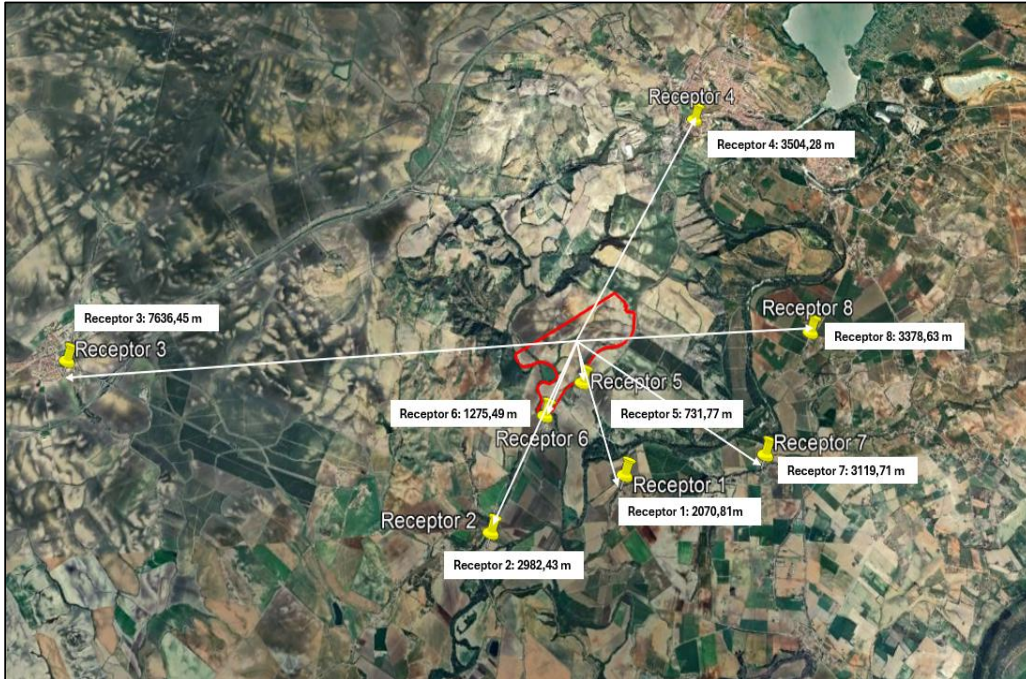 Receptor 4
Receptor 4: 3504,28 m
Receptor 3: 7636,45 m
Receptor 3
Receptor 8
Receptor 8: 3378,63 m
Receptor 5
Receptor 6: 1275,49 m
Receptor 5: 731,77 m
Receptor 6
Receptor 7
Receptor 7: 3119,71 m
Receptor 1
Receptor 1: 2070,81m
Receptor 2
Receptor 2: 2982,43 m